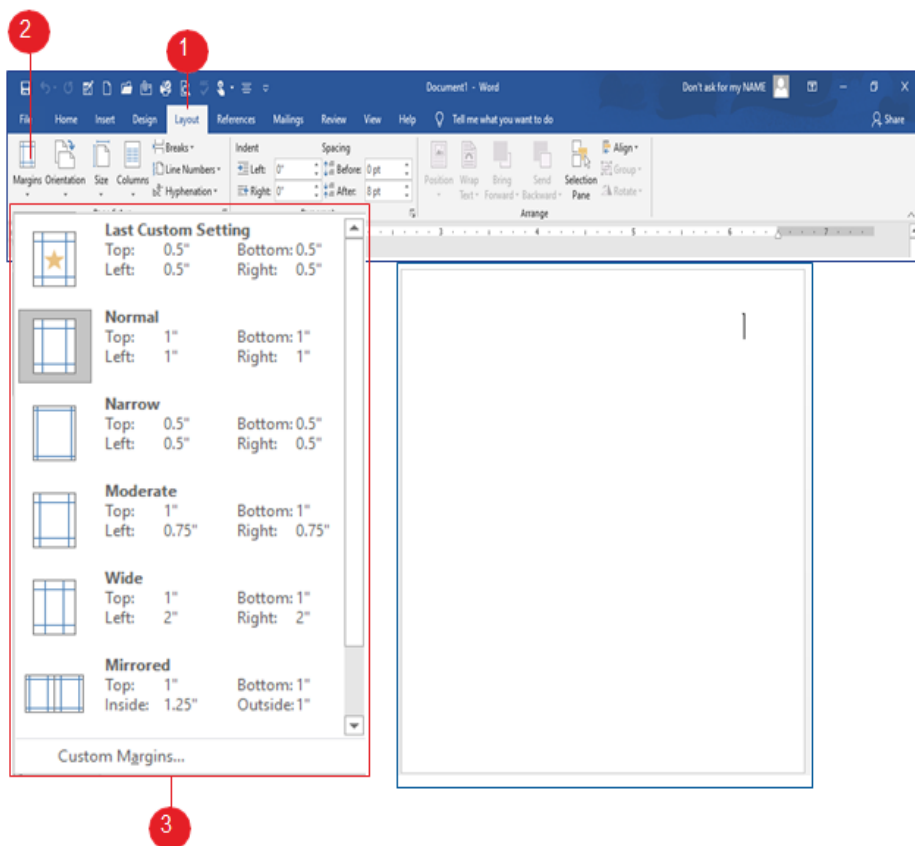 2
1
Document1 - Word
Don't ask for my NAME
File Home Insert Design Layout References Mailings Review View Help Tell me what you want to do Share
Margins Orientation Size Columns
Breaks
Line Numbers
Hyphenation
Indent
Left: 0"
Right: 0"
Spacing
Before: 0 pt
After: 8 pt
Position Wrap Text Bring Forward Send Backward Selection Pane
Align
Group
Rotate
Arrange
3 4 5 6 7
Last Custom Setting
Top: 0.5" Bottom: 0.5"
Left: 0.5" Right: 0.5"
Normal
Top: 1" Bottom: 1"
Left: 1" Right: 1"
Narrow
Top: 0.5" Bottom: 0.5"
Left: 0.5" Right: 0.5"
Moderate
Top: 1" Bottom: 1"
Left: 0.75" Right: 0.75"
Wide
Top: 1" Bottom: 1"
Left: 2" Right: 2"
Mirrored
Top: 1" Bottom: 1"
Inside: 1.25" Outside: 1"
Custom Margins...
3